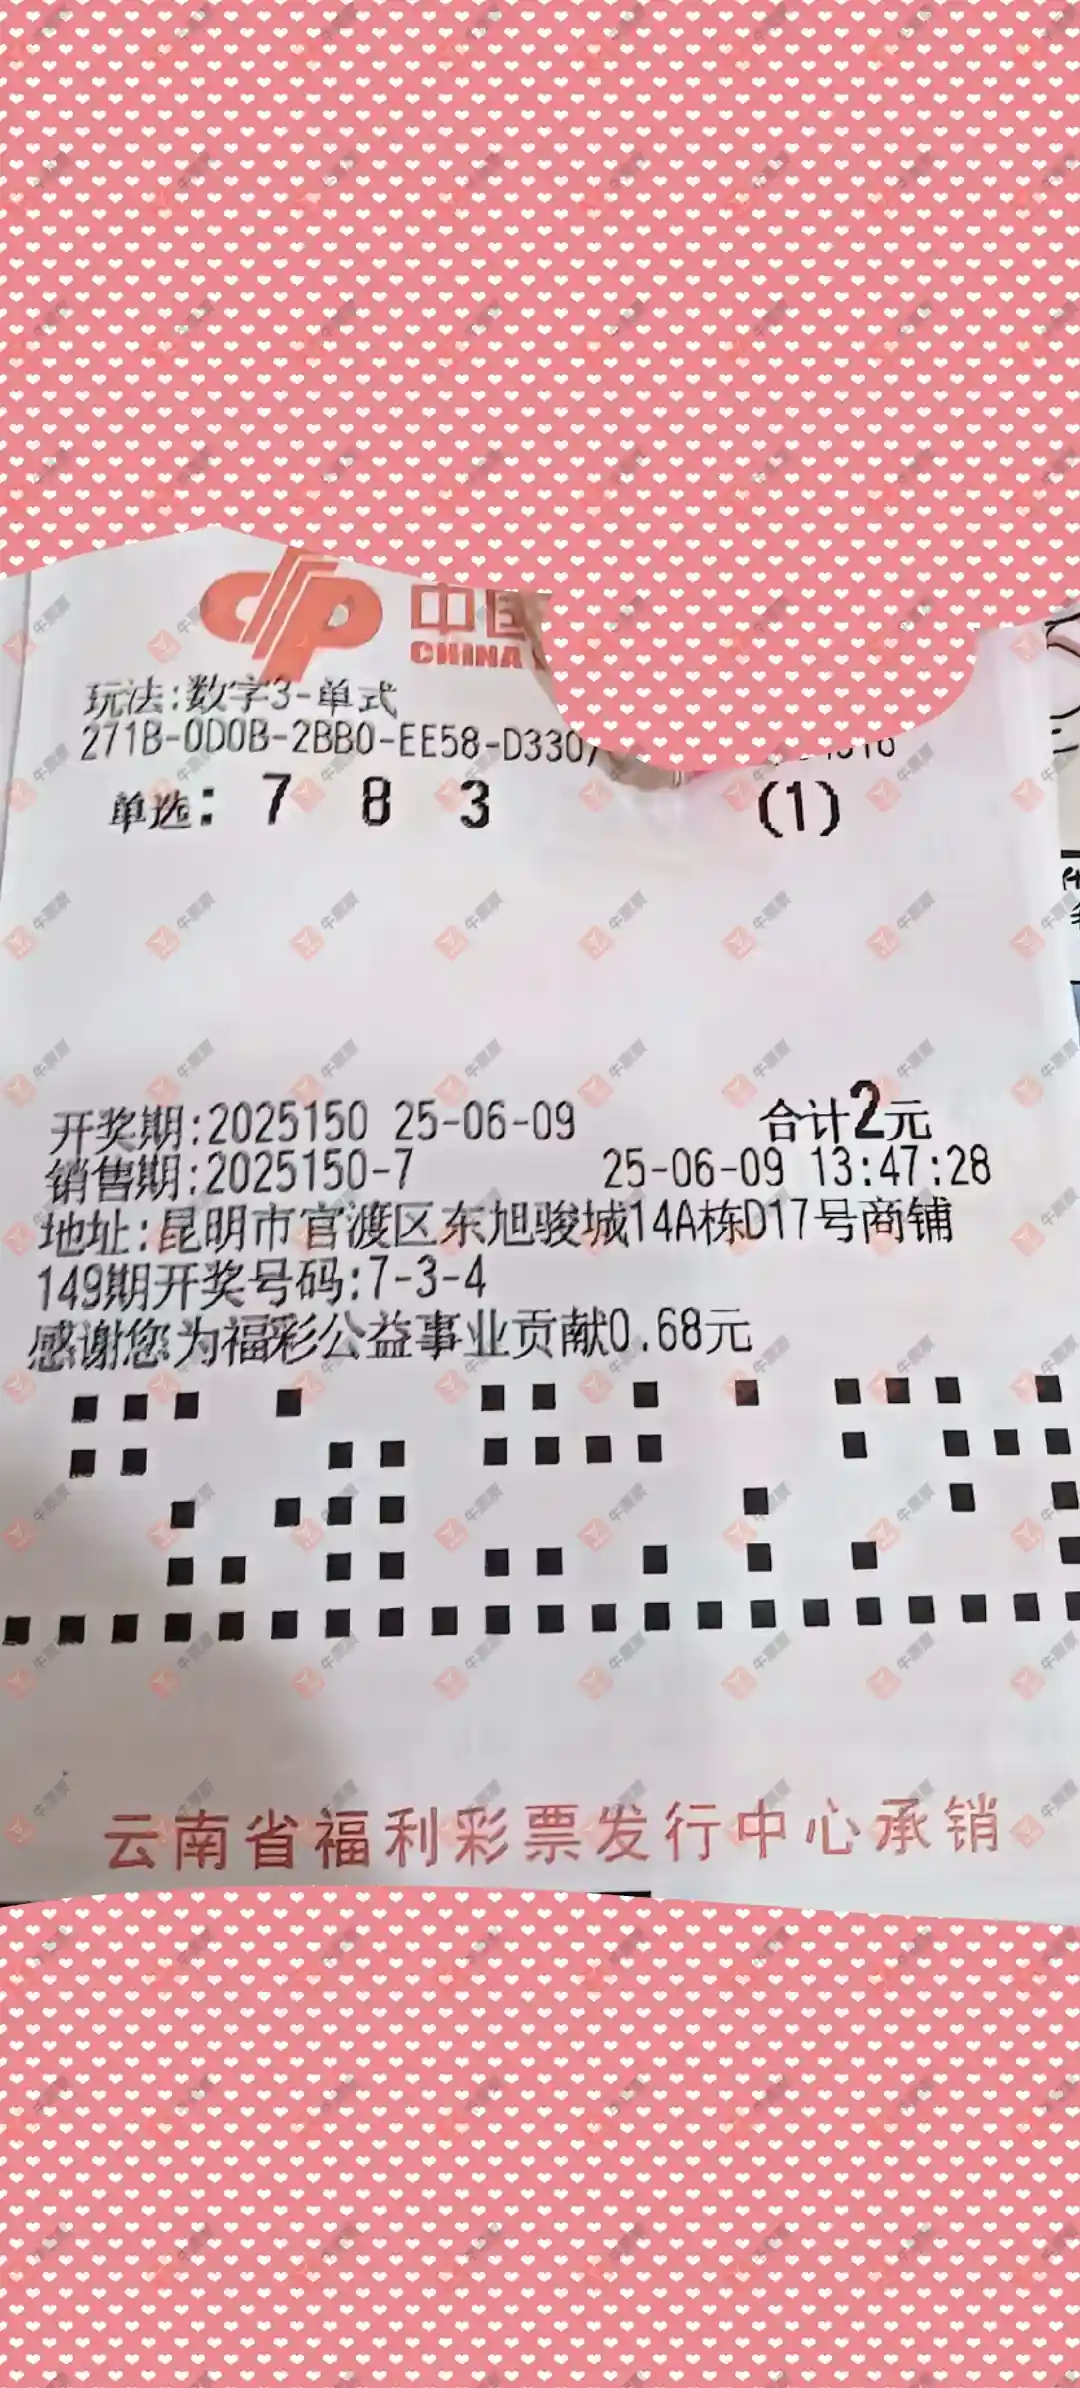 中国
CHINA
玩法:数字3-单式
271B-0D0B-2BB0-EE58-D330
单选: 7 8 3 (1)
开奖期:2025150 25-06-09 合计2元
销售期:2025150-7 25-06-09 13:47:28
地址:昆明市官渡区东旭骏城14A栋D17号商铺
149期开奖号码:7-3-4
感谢您为福彩公益事业贡献0.68元
云南省福利彩票发行中心承销